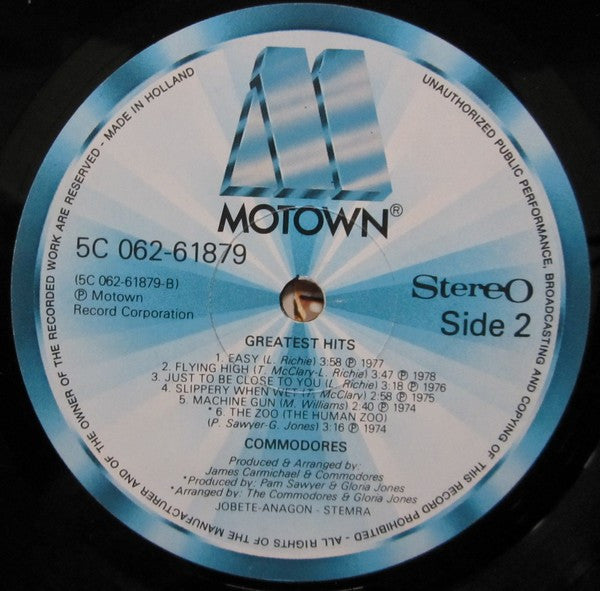 MOTOWN®
5C 062-61879
(5C 062-61879-B)
℗ Motown
Record Corporation
Stereo
Side 2
GREATEST HITS
1. EASY (L. Richie) 3:58 ℗ 1977
2. FLYING HIGH (T. McClary-L. Richie) 3:47 ℗ 1978
3. JUST TO BE CLOSE TO YOU (L. Richie) 3:18 ℗ 1976
4. SLIPPERY WHEN WET (T. McClary) 2:58 ℗ 1975
5. MACHINE GUN (M. Williams) 2:40 ℗ 1974
* 6. THE ZOO (THE HUMAN ZOO)
(P. Sawyer-G. Jones) 3:16 ℗ 1974
COMMODORES
Produced & Arranged by:
James Carmichael & Commodores
*Produced by: Pam Sawyer & Gloria Jones
*Arranged by: The Commodores & Gloria Jones
JOBETE-ANAGON - STEMRA
UNAUTHORIZED PUBLIC PERFORMANCE, BROADCASTING AND COPYING OF THIS RECORD PROHIBITED - ALL RIGHTS OF THE MANUFACTURER AND OF THE OWNER OF THE RECORDED WORK ARE RESERVED - MADE IN HOLLAND